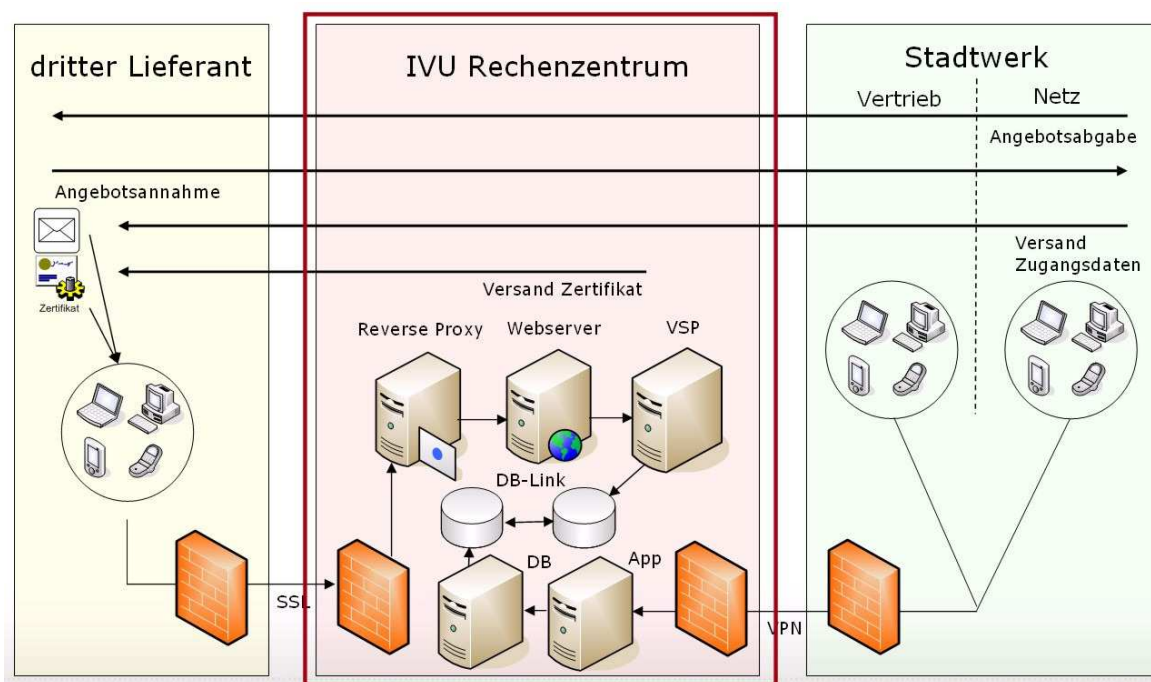 dritter Lieferant
IVU Rechenzentrum
Stadtwerk
Vertrieb
Netz
Angebotsabgabe
Angebotsannahme
Versand
Zugangsdaten
Versand Zertifikat
Zertifikat
Reverse Proxy
Webserver
VSP
DB-Link
DB
App
SSL
VPN